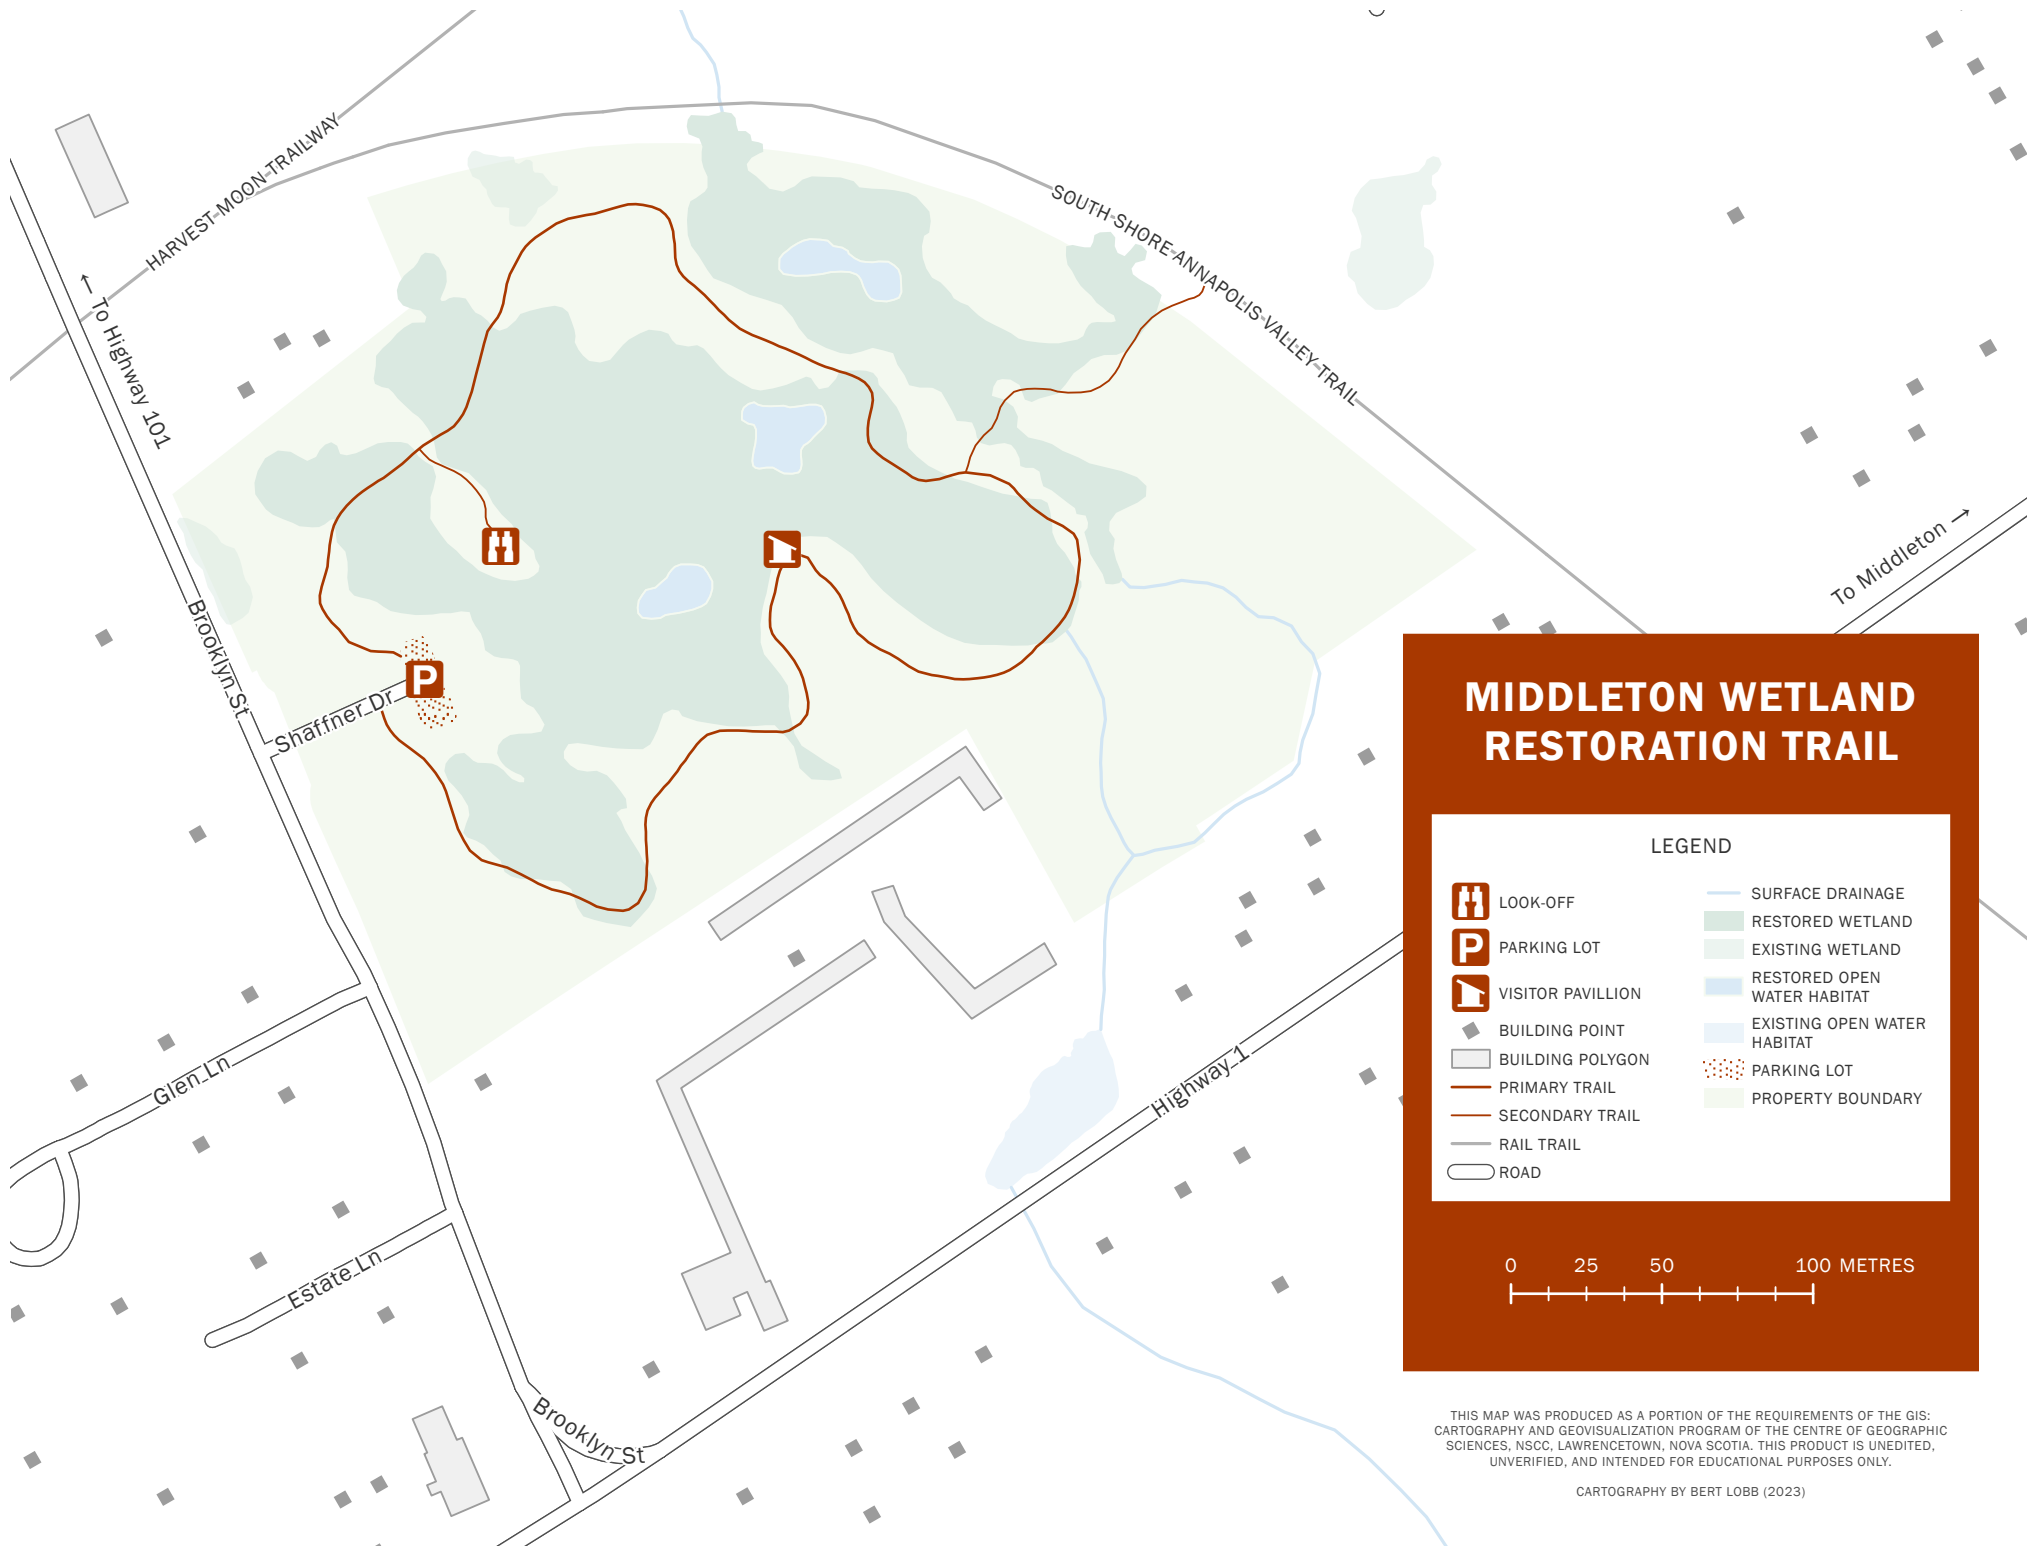 HARVEST MOON TRAILWAY
SOUTH SHORE ANNAPOLIS VALLEY TRAIL
← To Highway 101
To Middleton →
Brooklyn St
P
Shaffner Dr
Glen Ln
Estate Ln
Highway 1
Brooklyn St
MIDDLETON WETLAND
RESTORATION TRAIL
LEGEND
LOOK-OFF
P PARKING LOT
VISITOR PAVILLION
BUILDING POINT
BUILDING POLYGON
PRIMARY TRAIL
SECONDARY TRAIL
RAIL TRAIL
ROAD
SURFACE DRAINAGE
RESTORED WETLAND
EXISTING WETLAND
RESTORED OPEN
WATER HABITAT
EXISTING OPEN WATER
HABITAT
PARKING LOT
PROPERTY BOUNDARY
0 25 50 100 METRES
THIS MAP WAS PRODUCED AS A PORTION OF THE REQUIREMENTS OF THE GIS:
CARTOGRAPHY AND GEOVISUALIZATION PROGRAM OF THE CENTRE OF GEOGRAPHIC
SCIENCES, NSCC, LAWRENCETOWN, NOVA SCOTIA. THIS PRODUCT IS UNEDITED,
UNVERIFIED, AND INTENDED FOR EDUCATIONAL PURPOSES ONLY.
CARTOGRAPHY BY BERT LOBB (2023)